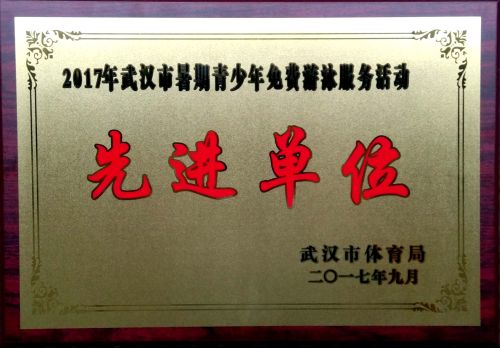 2017年武汉市暑期青少年免费游泳服务活动
先进单位
武汉市体育局
二〇一七年九月